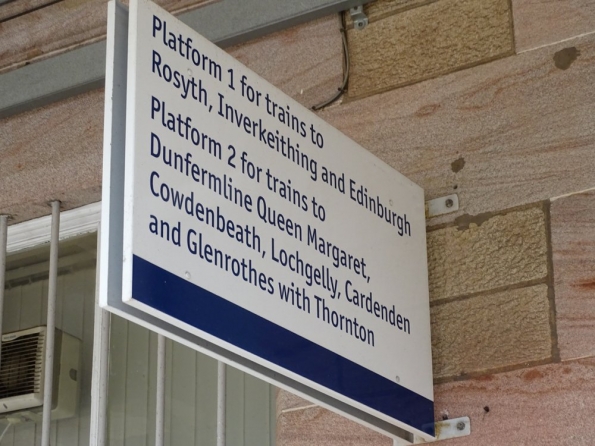 Platform 1 for trains to
Rosyth, Inverkeithing and Edinburgh
Platform 2 for trains to
Dunfermline Queen Margaret,
Cowdenbeath, Lochgelly, Cardenden
and Glenrothes with Thornton